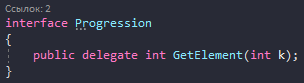 Ссылок: 2
interface Progression
{
    public delegate int GetElement(int k);
}